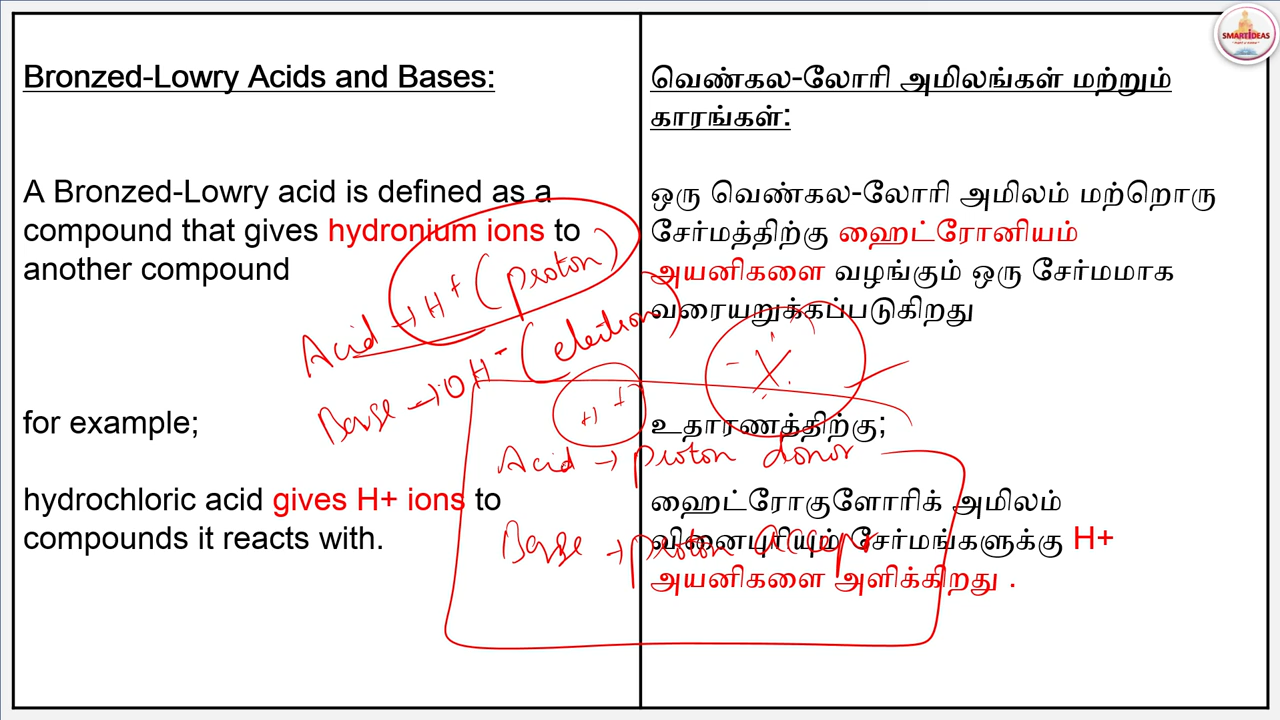 SMARTIDEAS
Bronzed-Lowry Acids and Bases:
A Bronzed-Lowry acid is defined as a
compound that gives hydronium ions to
another compound
Acid → H+ (proton)
Base → OH- (electron)
H+
for example;
Acid → proton donor
hydrochloric acid gives H+ ions to
compounds it reacts with.
Base → proton accept
வெண்கல-லோரி அமிலங்கள் மற்றும்
காரங்கள்:
ஒரு வெண்கல-லோரி அமிலம் மற்றொரு
சேர்மத்திற்கு ஹைட்ரோனியம்
அயனிகளை வழங்கும் ஒரு சேர்மமாக
வரையறுக்கப்படுகிறது
X
உதாரணத்திற்கு;
ஹைட்ரோகுளோரிக் அமிலம்
வினைபுரியும் சேர்மங்களுக்கு H+
அயனிகளை அளிக்கிறது .